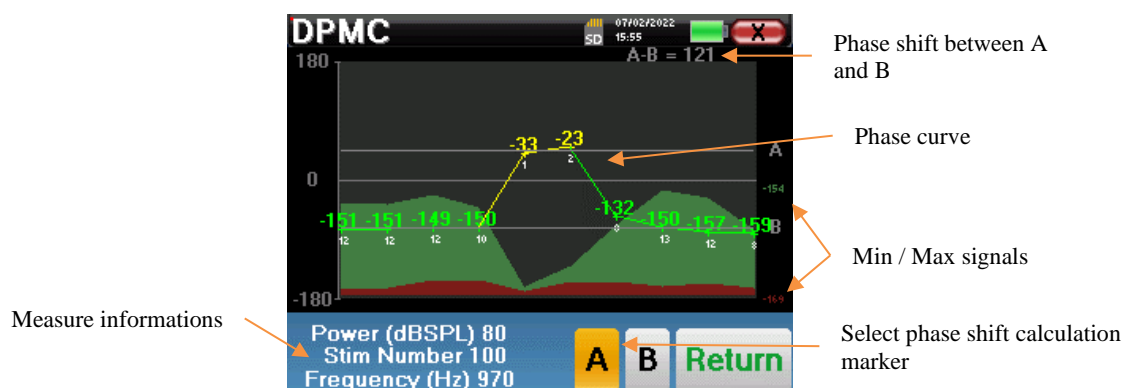 DPMC
SD
07/02/2022
15:55
X
A-B = 121
Phase shift between A
and B
180
-33
-23
Phase curve
1
2
A
0
-154
-151
-151
-149
-150
-132
-150
-157
-159
B
12
12
12
10
0
13
12
8
Min / Max signals
-180
-169
Measure informations
Power (dBSPL) 80
Stim Number 100
Frequency (Hz) 970
A
B
Return
Select phase shift calculation
marker